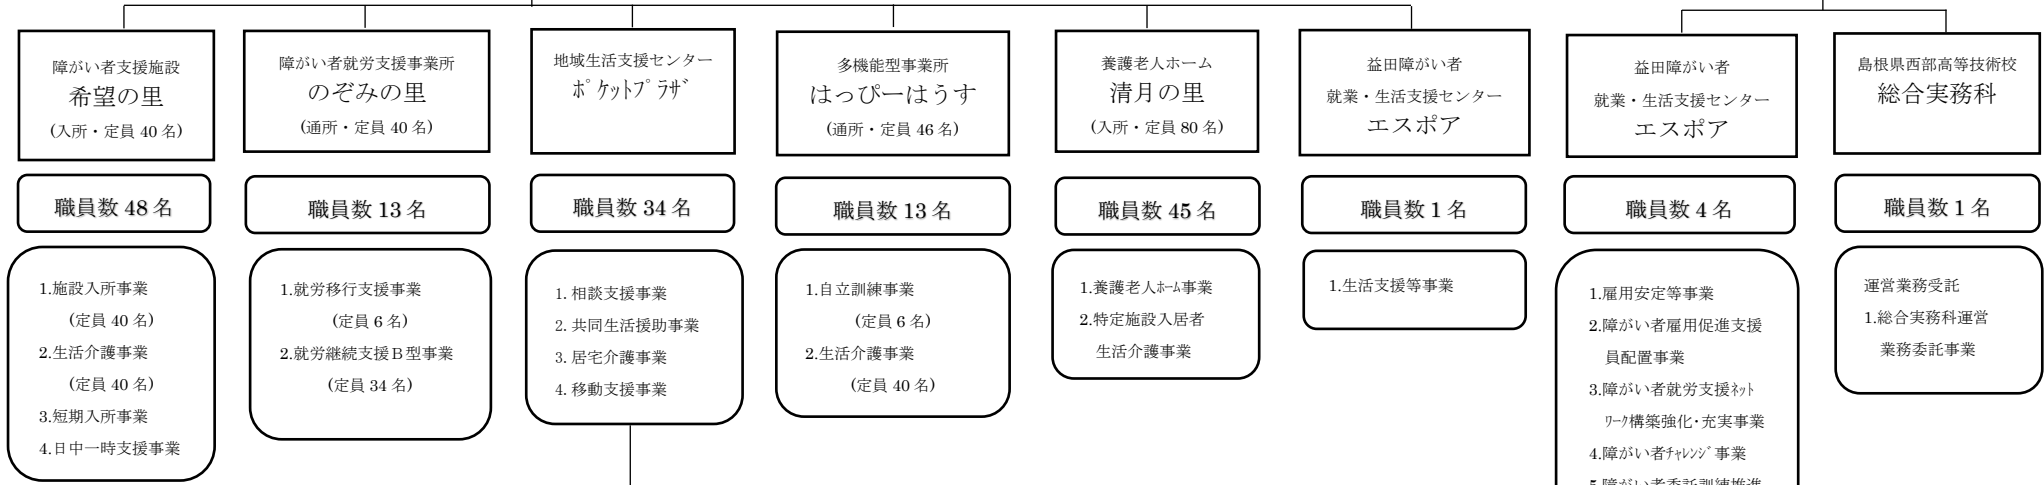 障がい者支援施設
希望の里
(入所・定員 40 名)
職員数 48 名
1.施設入所事業
(定員 40 名)
2.生活介護事業
(定員 40 名)
3.短期入所事業
4.日中一時支援事業
障がい者就労支援事業所
のぞみの里
(通所・定員 40 名)
職員数 13 名
1.就労移行支援事業
(定員 6 名)
2.就労継続支援Ｂ型事業
(定員 34 名)
地域生活支援センター
ﾎﾟｹｯﾄﾌﾟﾗｻﾞ
職員数 34 名
1. 相談支援事業
2. 共同生活援助事業
3. 居宅介護事業
4. 移動支援事業
多機能型事業所
はっぴーはうす
(通所・定員 46 名)
職員数 13 名
1.自立訓練事業
(定員 6 名)
2.生活介護事業
(定員 40 名)
養護老人ホーム
清月の里
(入所・定員 80 名)
職員数 45 名
1.養護老人ﾎｰﾑ事業
2.特定施設入居者
生活介護事業
益田障がい者
就業・生活支援センター
エスポア
職員数 1 名
1.生活支援等事業
益田障がい者
就業・生活支援センター
エスポア
職員数 4 名
1.雇用安定等事業
2.障がい者雇用促進支援
員配置事業
3.障がい者就労支援ﾈｯﾄ
ﾜｰｸ構築強化・充実事業
4.障がい者ﾁｬﾚﾝｼﾞ事業
5.障がい者委託訓練推進
島根県西部高等技術校
総合実務科
職員数 1 名
運営業務受託
1.総合実務科運営
業務委託事業